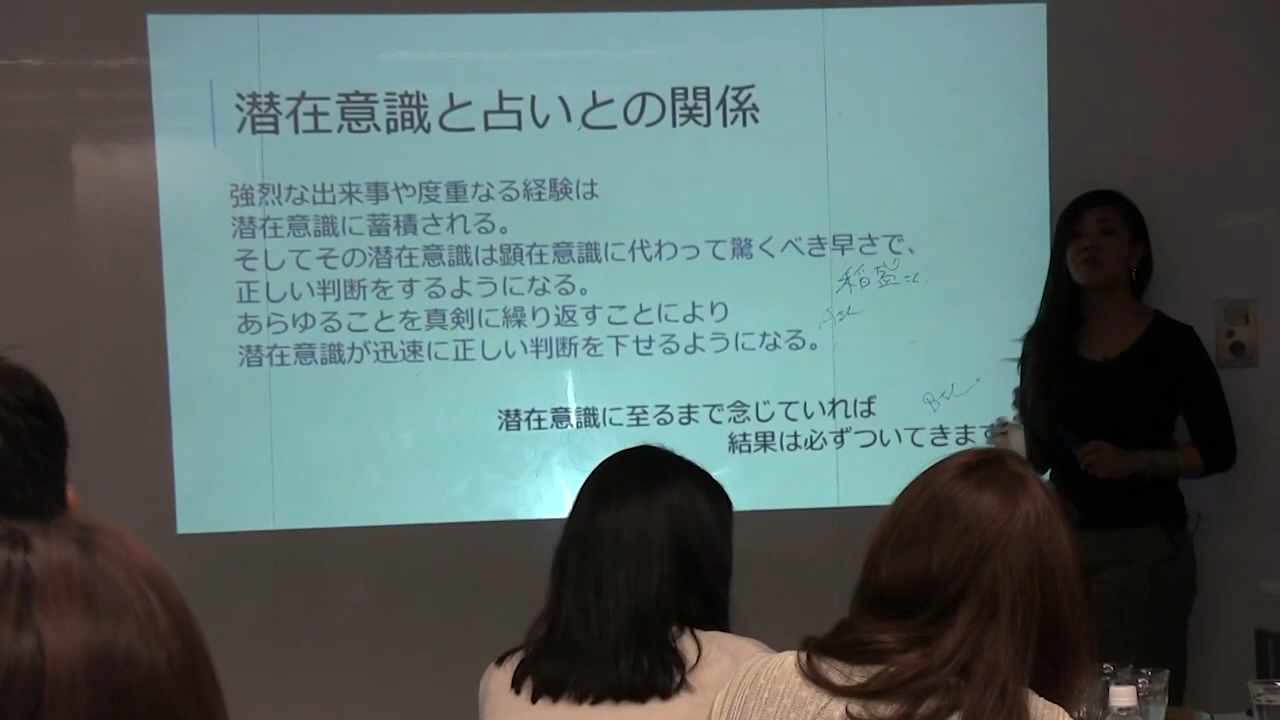 潜在意識と占いとの関係
強烈な出来事や度重なる経験は
潜在意識に蓄積される。
そしてその潜在意識は顕在意識に代わって驚くべき早さで、
正しい判断をするようになる。
あらゆることを真剣に繰り返すことにより
潜在意識が迅速に正しい判断を下せるようになる。
稲盛
潜在意識に至るまで念じていれば
結果は必ずついてきます